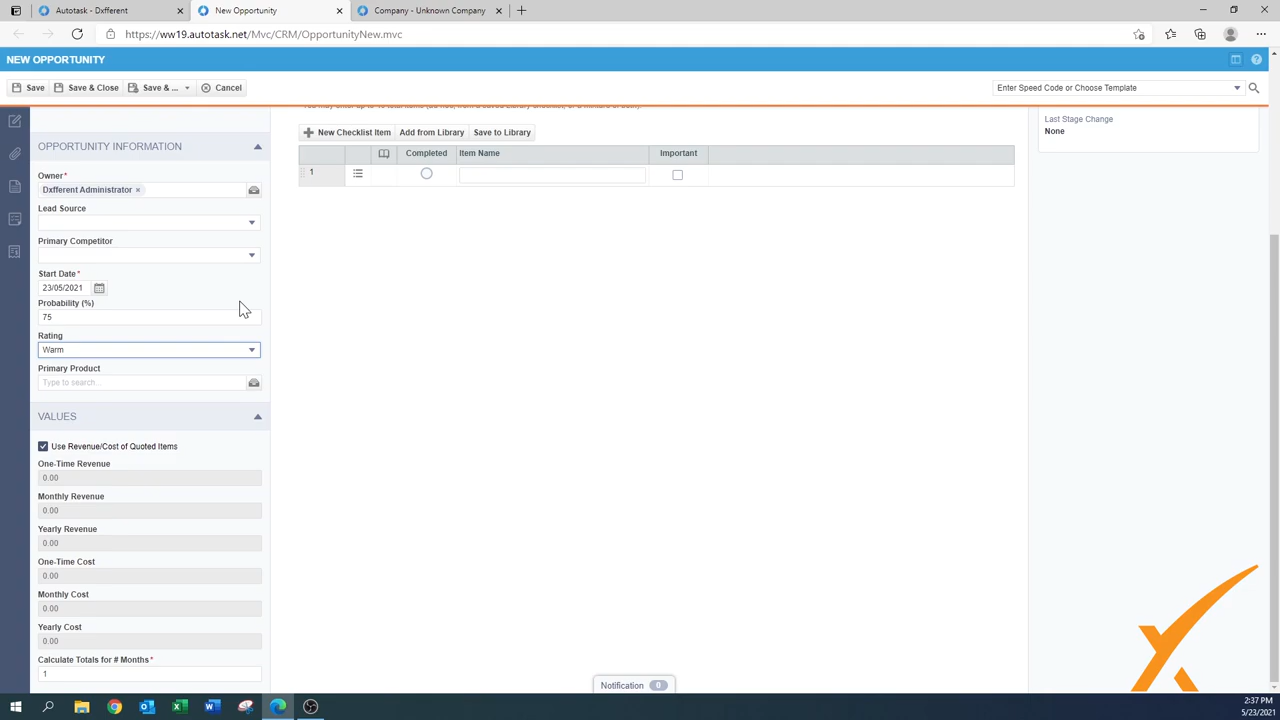 Autotask - Dxfferent
New Opportunity
Company - Unknown Company
https://ww19.autotask.net/Mvc/CRM/OpportunityNew.mvc
NEW OPPORTUNITY
Save
Save & Close
Save & ...
Cancel
Enter Speed Code or Choose Template
Last Stage Change
None
New Checklist Item
Add from Library
Save to Library
Completed
Item Name
Important
1
OPPORTUNITY INFORMATION
Owner*
Dxfferent Administrator ×
Lead Source
Primary Competitor
Start Date*
23/05/2021
Probability (%)
75
Rating
Warm
Primary Product
Type to search...
VALUES
Use Revenue/Cost of Quoted Items
One-Time Revenue
0.00
Monthly Revenue
0.00
Yearly Revenue
0.00
One-Time Cost
0.00
Monthly Cost
0.00
Yearly Cost
0.00
Calculate Totals for # Months*
1
Notification 0
2:37 PM
5/23/2021